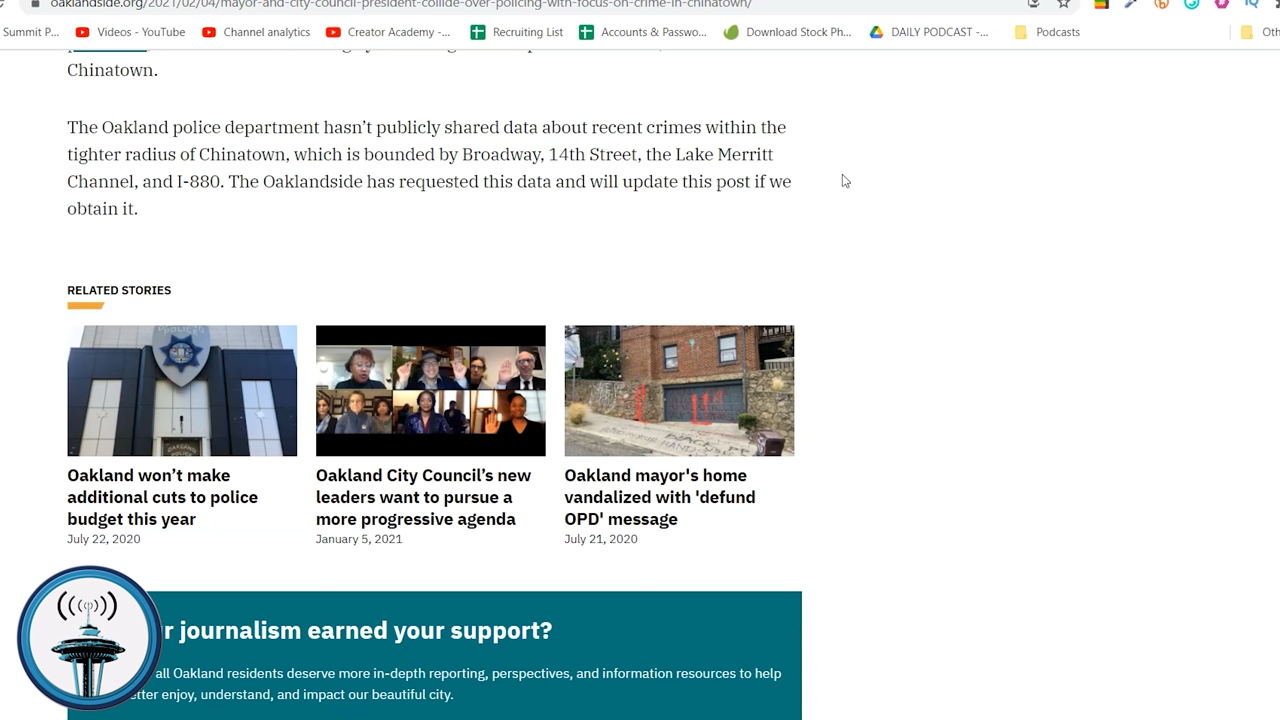 oaklandside.org/2021/02/04/mayor-and-city-council-president-collide-over-policing-with-focus-on-crime-in-chinatown/
Summit P... Videos - YouTube Channel analytics Creator Academy -... Recruiting List Accounts & Passwo... Download Stock Ph... DAILY PODCAST -... Podcasts Oth
Chinatown.
The Oakland police department hasn’t publicly shared data about recent crimes within the
tighter radius of Chinatown, which is bounded by Broadway, 14th Street, the Lake Merritt
Channel, and I-880. The Oaklandside has requested this data and will update this post if we
obtain it.
RELATED STORIES
Oakland won’t make
additional cuts to police
budget this year
July 22, 2020
Oakland City Council’s new
leaders want to pursue a
more progressive agenda
January 5, 2021
Oakland mayor's home
vandalized with 'defund
OPD' message
July 21, 2020
r journalism earned your support?
all Oakland residents deserve more in-depth reporting, perspectives, and information resources to help
etter enjoy, understand, and impact our beautiful city.